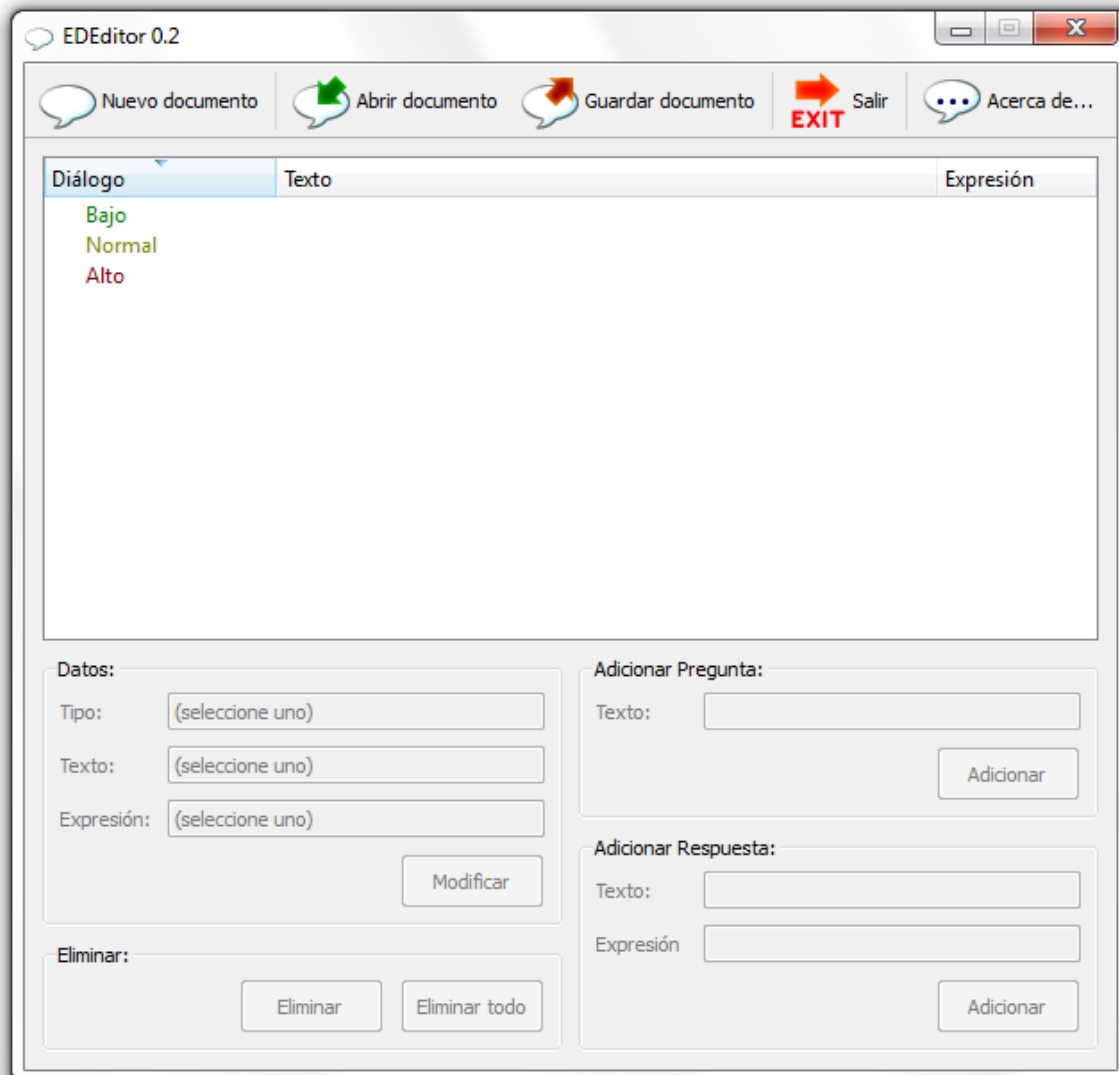 EDEditor 0.2
Nuevo documento Abrir documento Guardar documento EXIT Salir Acerca de...
Diálogo Texto Expresión
Bajo
Normal
Alto
Datos:
Tipo: (seleccione uno)
Texto: (seleccione uno)
Expresión: (seleccione uno)
Modificar
Eliminar:
Eliminar Eliminar todo
Adicionar Pregunta:
Texto:
Adicionar
Adicionar Respuesta:
Texto:
Expresión
Adicionar